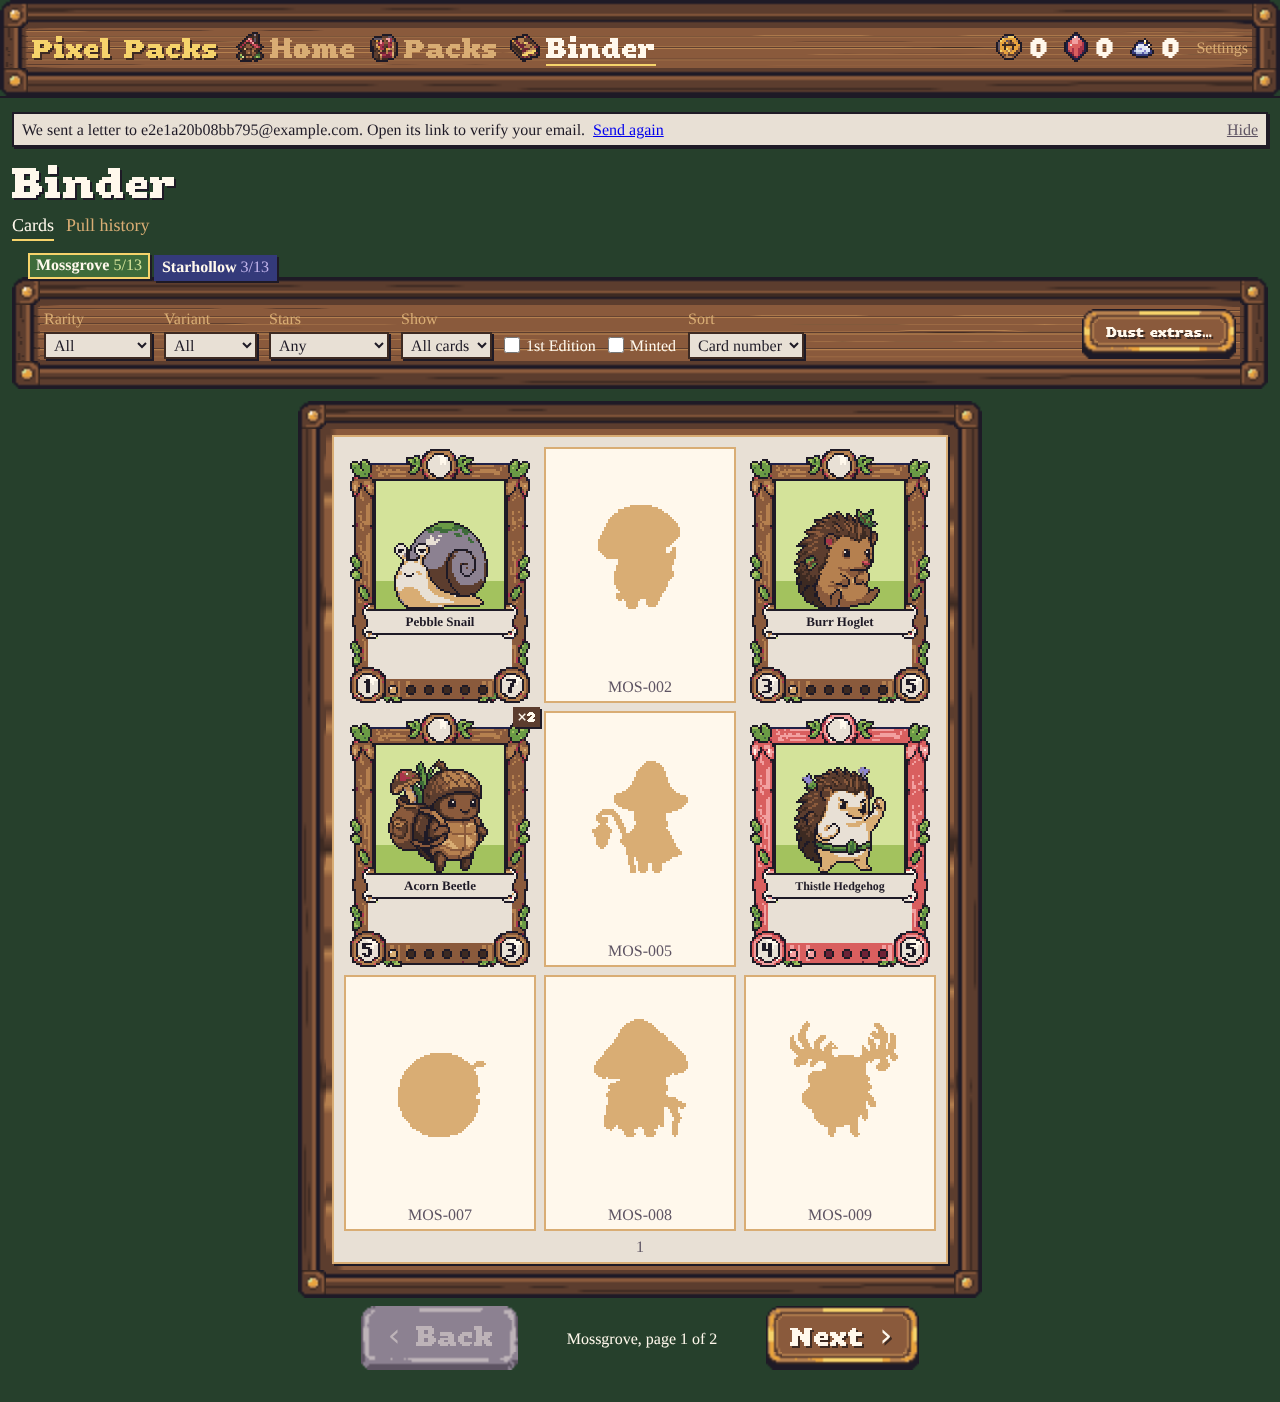 Pixel Packs Home Packs Binder 0 0 0 Settings
We sent a letter to e2e1a20b08bb795@example.com. Open its link to verify your email. Send again Hide
Binder
Cards Pull history
Mossgrove 5/13 Starhollow 3/13
Rarity Variant Stars Show Sort
All All Any All cards 1st Edition Minted Card number Dust extras...
Pebble Snail
Burr Hoglet
1 7 MOS-002 3 5
×2
Acorn Beetle
Thistle Hedgehog
5 3 MOS-005 4 5
MOS-007 MOS-008 MOS-009
1
‹ Back Mossgrove, page 1 of 2 Next ›